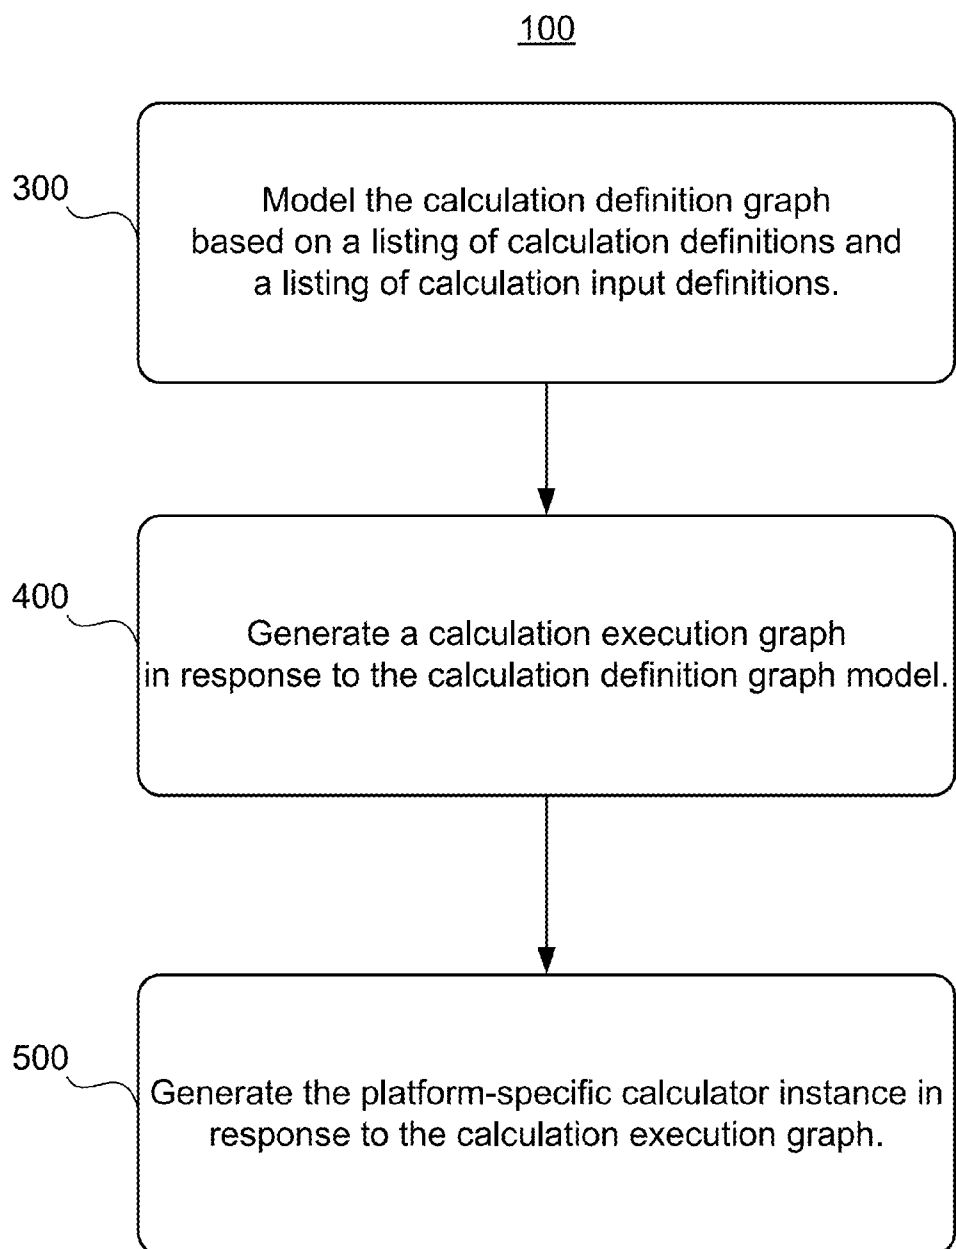 100
300
Model the calculation definition graph
based on a listing of calculation definitions and
a listing of calculation input definitions.
400
Generate a calculation execution graph
in response to the calculation definition graph model.
500
Generate the platform-specific calculator instance in
response to the calculation execution graph.